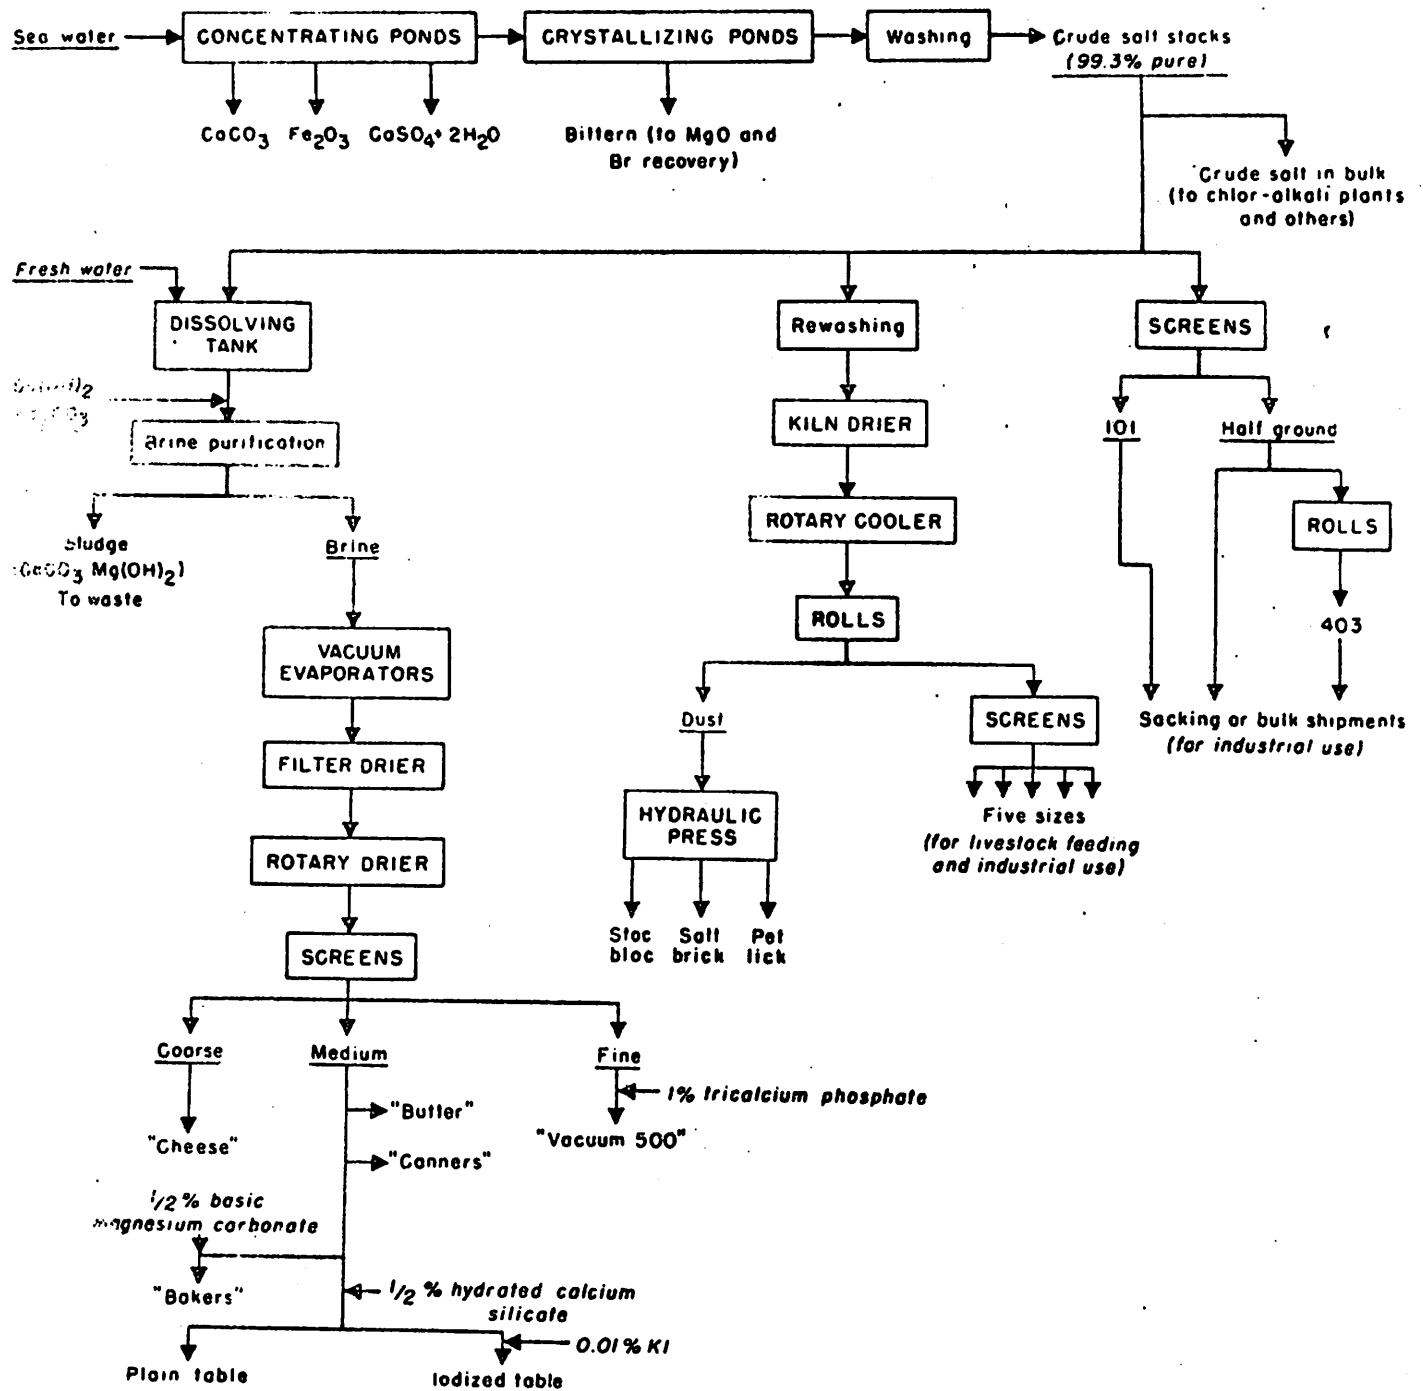 Sea water
CONCENTRATING PONDS
CRYSTALLIZING PONDS
Washing
Crude salt stacks
(99.3% pure)
CaCO3
Fe2O3
CaSO4 • 2H2O
Bittern (to MgO and
Br recovery)
Crude salt in bulk
(to chlor-alkali plants
and others)
Fresh water
DISSOLVING
TANK
Rewashing
SCREENS
Brine purification
KILN DRIER
101
Half ground
ROTARY COOLER
ROLLS
Sludge
CaCO3 Mg(OH)2)
To waste
Brine
ROLLS
403
VACUUM
EVAPORATORS
Dust
SCREENS
Sacking or bulk shipments
(for industrial use)
FILTER DRIER
HYDRAULIC
PRESS
Five sizes
(for livestock feeding
and industrial use)
ROTARY DRIER
Stoc
bloc
Salt
brick
Pet
lick
SCREENS
Coarse
Medium
Fine
1% tricalcium phosphate
"Butter"
"Cheese"
"Vacuum 500"
"Canners"
1/2 % basic
magnesium carbonate
"Bakers"
1/2 % hydrated calcium
silicate
0.01% KI
Plain table
Iodized table